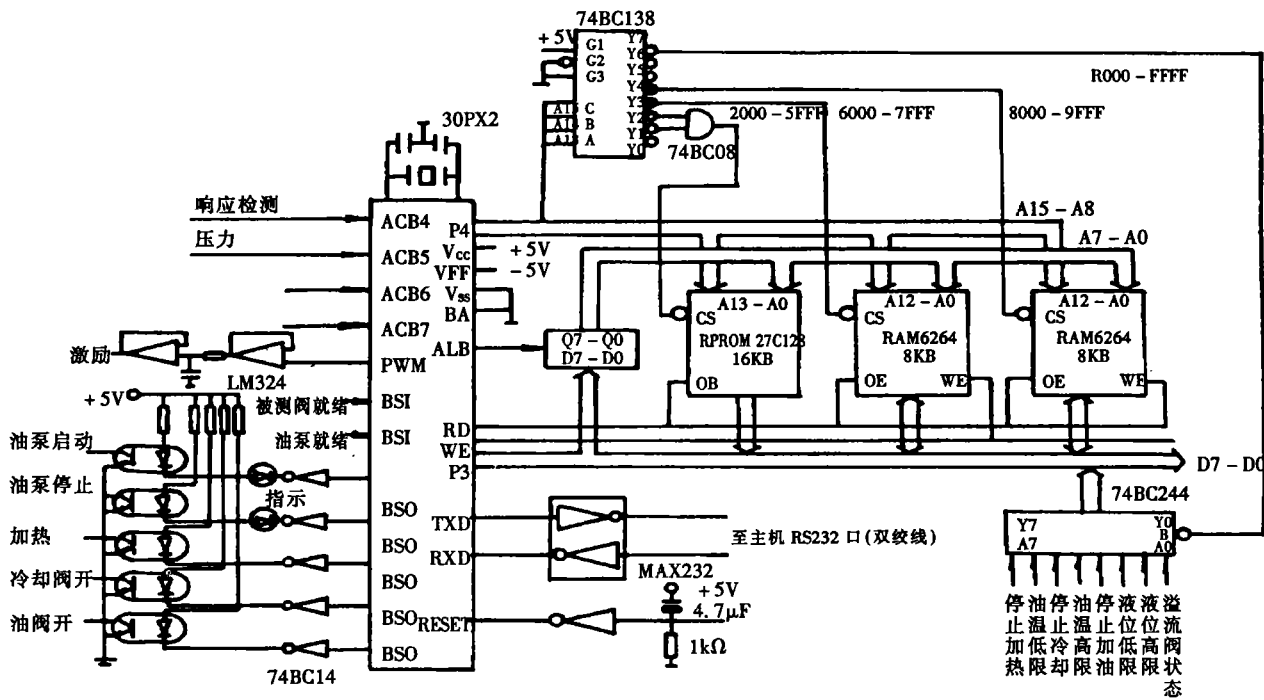 74BC138
+5V
G1
G2
G3
Y7
Y6
Y5
Y4
Y3
Y2
Y1
Y0
C
B
A
R000-FFFF
2000-5FFF
6000-7FFF
8000-9FFF
74BC08
30PX2
响应检测
ACB4
P4
A15-A8
压力
ACB5
Vcc
+5V
A7-A0
VFF
-5V
ACB6
Vss
BA
ACB7
ALB
Q7-Q0
D7-D0
A13-A0
CS
RPROM 27C128
16KB
OB
A12-A0
CS
RAM6264
8KB
OE
WE
A12-A0
CS
RAM6264
8KB
OE
WE
激励
LM324
PWM
+5V
被测阀就绪
BSI
油泵就绪
BSI
RD
WE
P3
D7-D0
油泵启动
油泵停止
指示
加热
冷却阀开
油阀开
BSO
BSO
BSO
BSO
BSO
74BC14
TXD
RXD
MAX232
至主机 RS232 口(双绞线)
RESET
+5V
4.7μF
1kΩ
74BC244
Y7
Y0
B
A7
A0
停止加热
油温低限
停止冷却
油温高限
停止加油
液位低限
液位高限
溢流阀状态